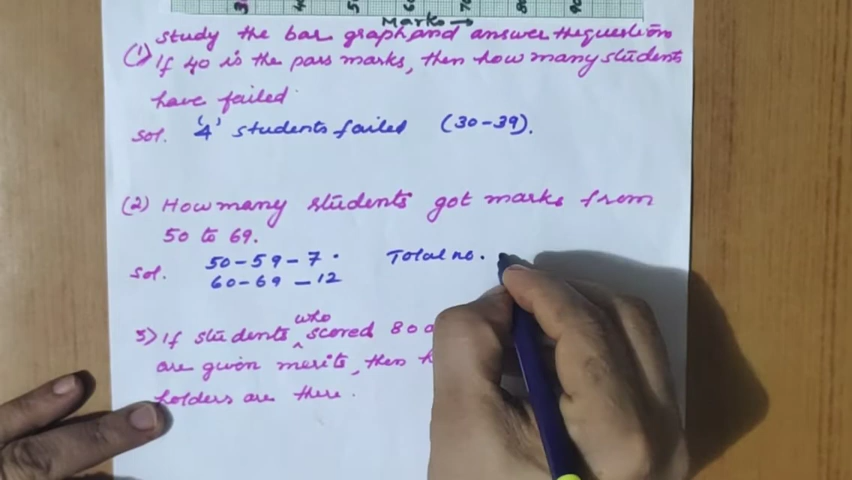 Marks →
Study the bar graph, and answer the question
(1) If 40 is the pass marks, then how many students
have failed.
Sol. '4' students failed (30-39).
(2) How many students got marks from
50 to 69.
Sol. 50-59-7. Total no.
60-69-12
who
3) If students ^ scored 80
are given merits, then
holders are there.